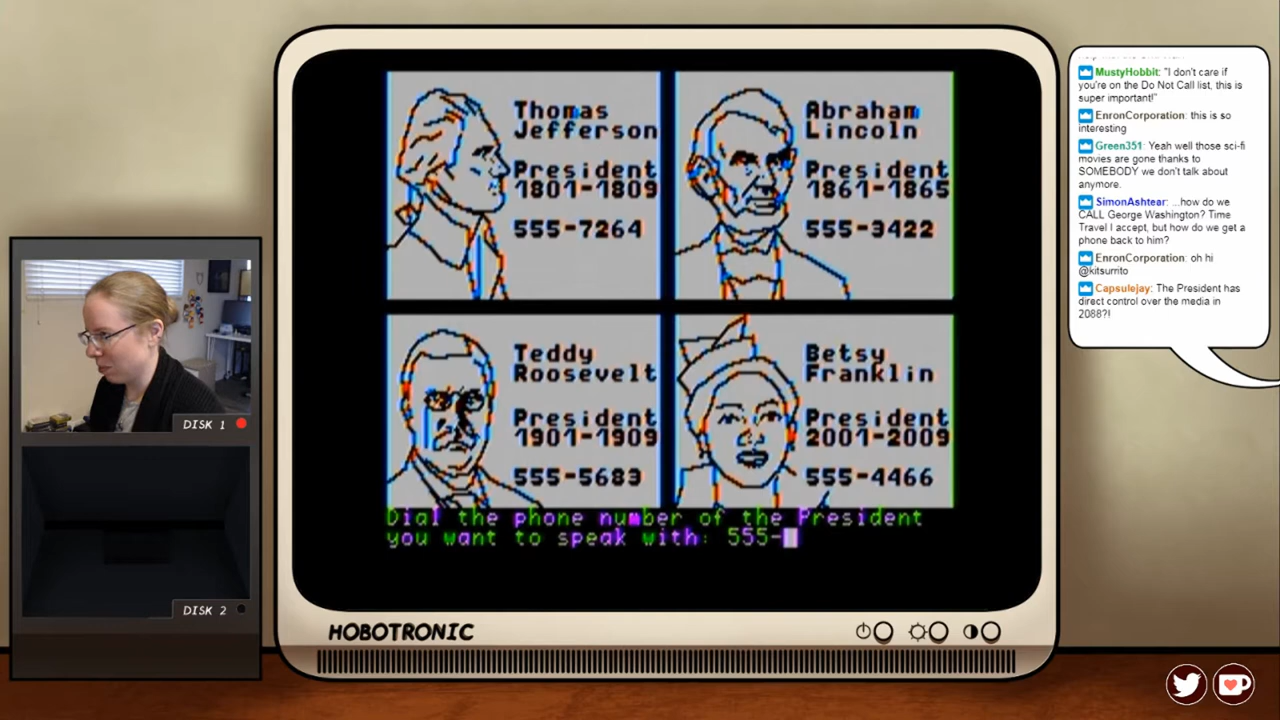 Thomas
Jefferson
President
1801-1809
555-7264
Abraham
Lincoln
President
1861-1865
555-3422
Teddy
Roosevelt
President
1901-1909
555-5683
Betsy
Franklin
President
2001-2009
555-4466
Dial the phone number of the President
you want to speak with: 555-
DISK 1
DISK 2
HOBOTRONIC
MustyHobbit: "I don't care if
you're on the Do Not Call list, this is
super important!"
EnronCorporation: this is so
interesting
Green351: Yeah well those sci-fi
movies are gone thanks to
SOMEBODY we don't talk about
anymore.
SimonAshtear: ...how do we
CALL George Washington? Time
Travel I accept, but how do we get a
phone back to him?
EnronCorporation: oh hi
@kitsurrito
Capsulejay: The President has
direct control over the media in
2088?!